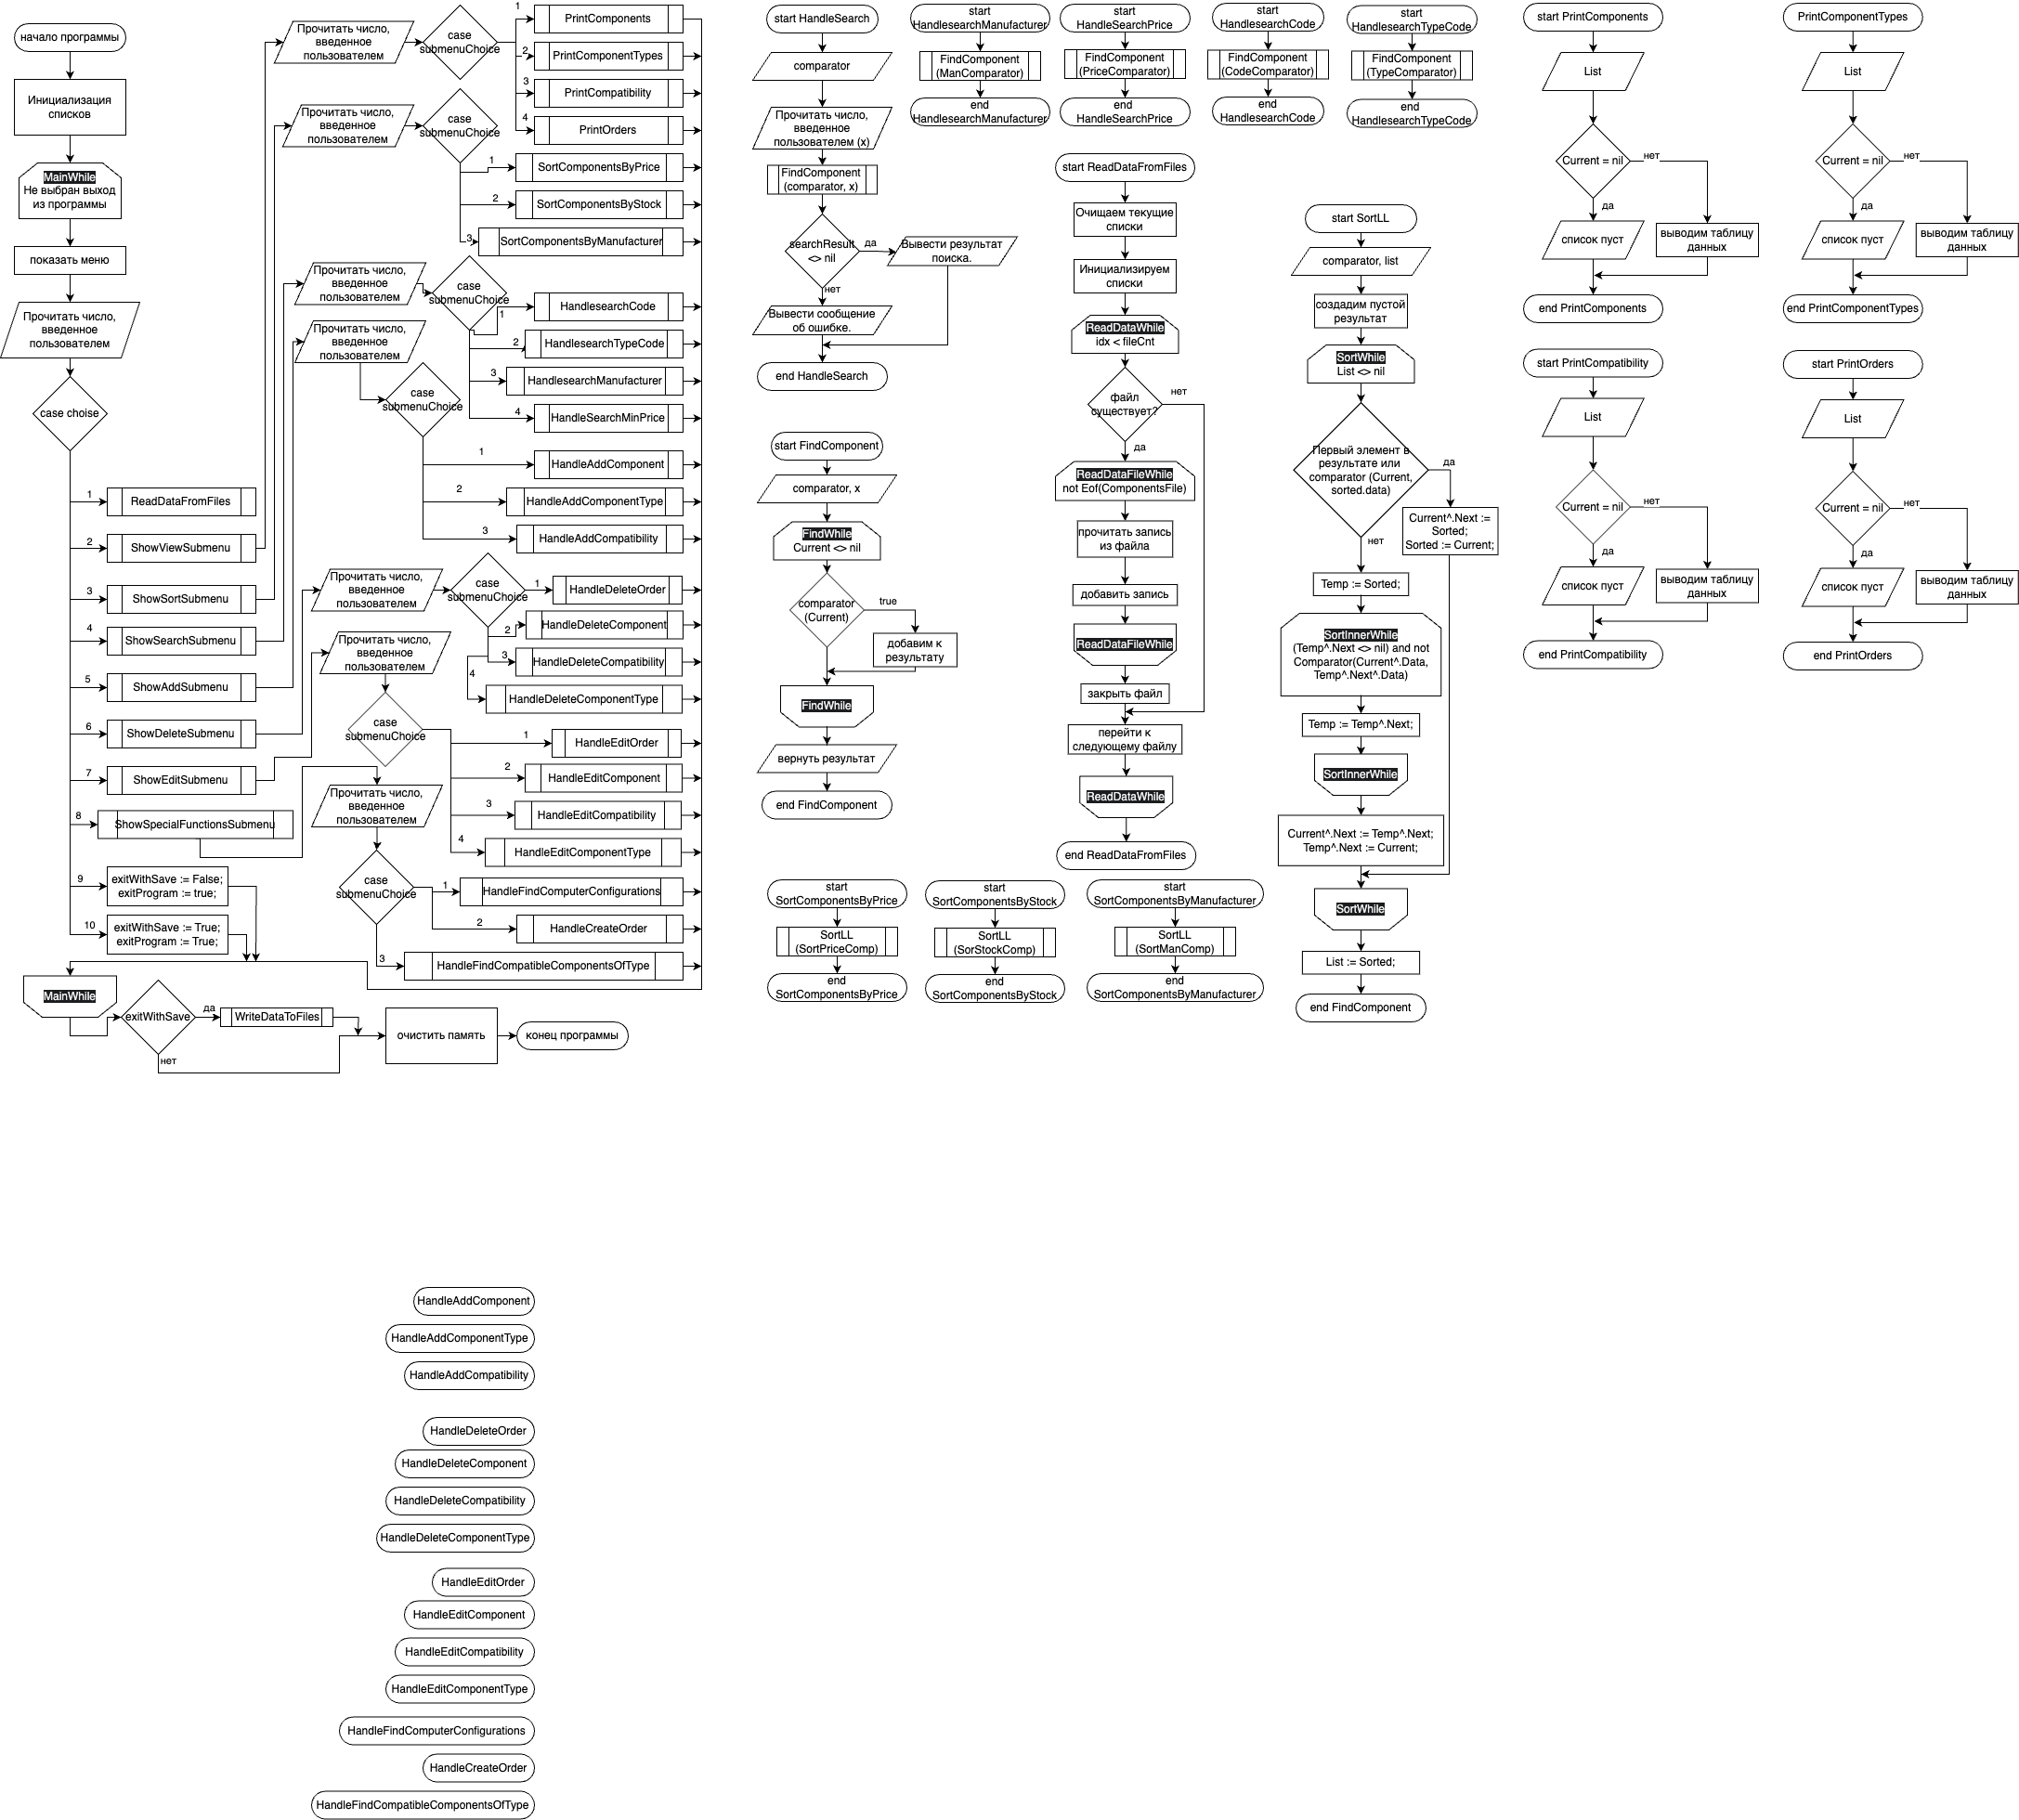 начало программы
Инициализация
списков
MainWhile
Не выбран выход
из программы
показать меню
Прочитать число,
введенное
пользователем
case choise
1
ReadDataFromFiles
2
ShowViewSubmenu
3
ShowSortSubmenu
4
ShowSearchSubmenu
5
ShowAddSubmenu
6
ShowDeleteSubmenu
7
ShowEditSubmenu
8
ShowSpecialFunctionsSubmenu
9
exitWithSave := False;
exitProgram := true;
10
exitWithSave := True;
exitProgram := True;
MainWhile
exitWithSave
да
WriteDataToFiles
нет
очистить память
конец программы
Прочитать число,
введенное
пользователем
case
submenuChoice
1
PrintComponents
2
PrintComponentTypes
3
PrintCompatibility
4
PrintOrders
Прочитать число,
введенное
пользователем
case
submenuChoice
1
SortComponentsByPrice
2
SortComponentsByStock
3
SortComponentsByManufacturer
Прочитать число,
введенное
пользователем
case
submenuChoice
1
HandlesearchCode
2
HandlesearchTypeCode
3
HandlesearchManufacturer
4
HandleSearchMinPrice
Прочитать число,
введенное
пользователем
case
submenuChoice
1
HandleAddComponent
2
HandleAddComponentType
3
HandleAddCompatibility
Прочитать число,
введенное
пользователем
case
submenuChoice
1
HandleDeleteOrder
2
HandleDeleteComponent
3
HandleDeleteCompatibility
4
HandleDeleteComponentType
Прочитать число,
введенное
пользователем
case
submenuChoice
1
HandleEditOrder
2
HandleEditComponent
3
HandleEditCompatibility
4
HandleEditComponentType
Прочитать число,
введенное
пользователем
case
submenuChoice
1
HandleFindComputerConfigurations
2
HandleCreateOrder
3
HandleFindCompatibleComponentsOfType
start HandleSearch
comparator
Прочитать число,
введенное
пользователем (x)
FindComponent
(comparator, x)
searchResult
<> nil
да
Вывести результат
поиска.
нет
Вывести сообщение
об ошибке.
end HandleSearch
start
HandlesearchManufacturer
FindComponent
(ManComparator)
end
HandlesearchManufacturer
start
HandleSearchPrice
FindComponent
(PriceComparator)
end
HandleSearchPrice
start
HandlesearchCode
FindComponent
(CodeComparator)
end
HandlesearchCode
start
HandlesearchTypeCode
FindComponent
(TypeComparator)
end
HandlesearchTypeCode
start FindComponent
comparator, x
FindWhile
Current <> nil
comparator
(Current)
true
добавим к
результату
FindWhile
вернуть результат
end FindComponent
start ReadDataFromFiles
Очищаем текущие
списки
Инициализируем
списки
ReadDataWhile
idx < fileCnt
файл
существует?
нет
да
ReadDataFileWhile
not Eof(ComponentsFile)
прочитать запись
из файла
добавить запись
ReadDataFileWhile
закрыть файл
перейти к
следующему файлу
ReadDataWhile
end ReadDataFromFiles
start
SortComponentsByPrice
SortLL
(SortPriceComp)
end
SortComponentsByPrice
start
SortComponentsByStock
SortLL
(SorStockComp)
end
SortComponentsByStock
start
SortComponentsByManufacturer
SortLL
(SortManComp)
end
SortComponentsByManufacturer
start SortLL
comparator, list
создадим пустой
результат
SortWhile
List <> nil
Первый элемент в
результате или
comparator (Current,
sorted.data)
да
Current^.Next :=
Sorted;
Sorted := Current;
нет
Temp := Sorted;
SortInnerWhile
(Temp^.Next <> nil) and not
Comparator(Current^.Data,
Temp^.Next^.Data)
Temp := Temp^.Next;
SortInnerWhile
Current^.Next := Temp^.Next;
Temp^.Next := Current;
SortWhile
List := Sorted;
end FindComponent
start PrintComponents
List
Current = nil
нет
да
список пуст
выводим таблицу
данных
end PrintComponents
PrintComponentTypes
List
Current = nil
нет
да
список пуст
выводим таблицу
данных
end PrintComponentTypes
start PrintCompatibility
List
Current = nil
нет
да
список пуст
выводим таблицу
данных
end PrintCompatibility
start PrintOrders
List
Current = nil
нет
да
список пуст
выводим таблицу
данных
end PrintOrders
HandleAddComponent
HandleAddComponentType
HandleAddCompatibility
HandleDeleteOrder
HandleDeleteComponent
HandleDeleteCompatibility
HandleDeleteComponentType
HandleEditOrder
HandleEditComponent
HandleEditCompatibility
HandleEditComponentType
HandleFindComputerConfigurations
HandleCreateOrder
HandleFindCompatibleComponentsOfType